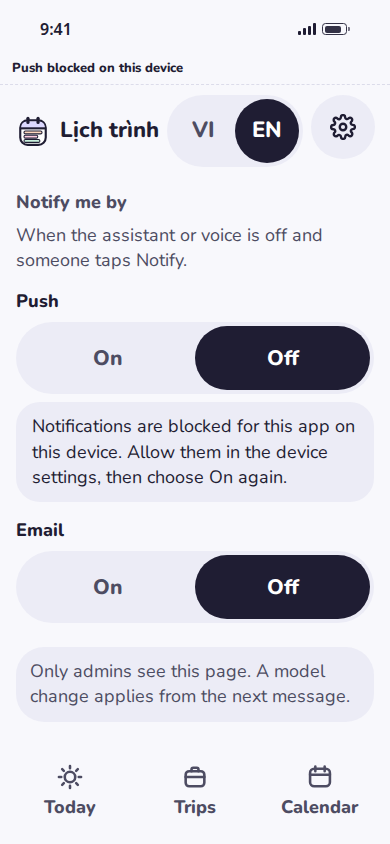 9:41
Push blocked on this device
Lịch trình
VI
EN
Notify me by
When the assistant or voice is off and
someone taps Notify.
Push
On
Off
Notifications are blocked for this app on
this device. Allow them in the device
settings, then choose On again.
Email
On
Off
Only admins see this page. A model
change applies from the next message.
Today
Trips
Calendar